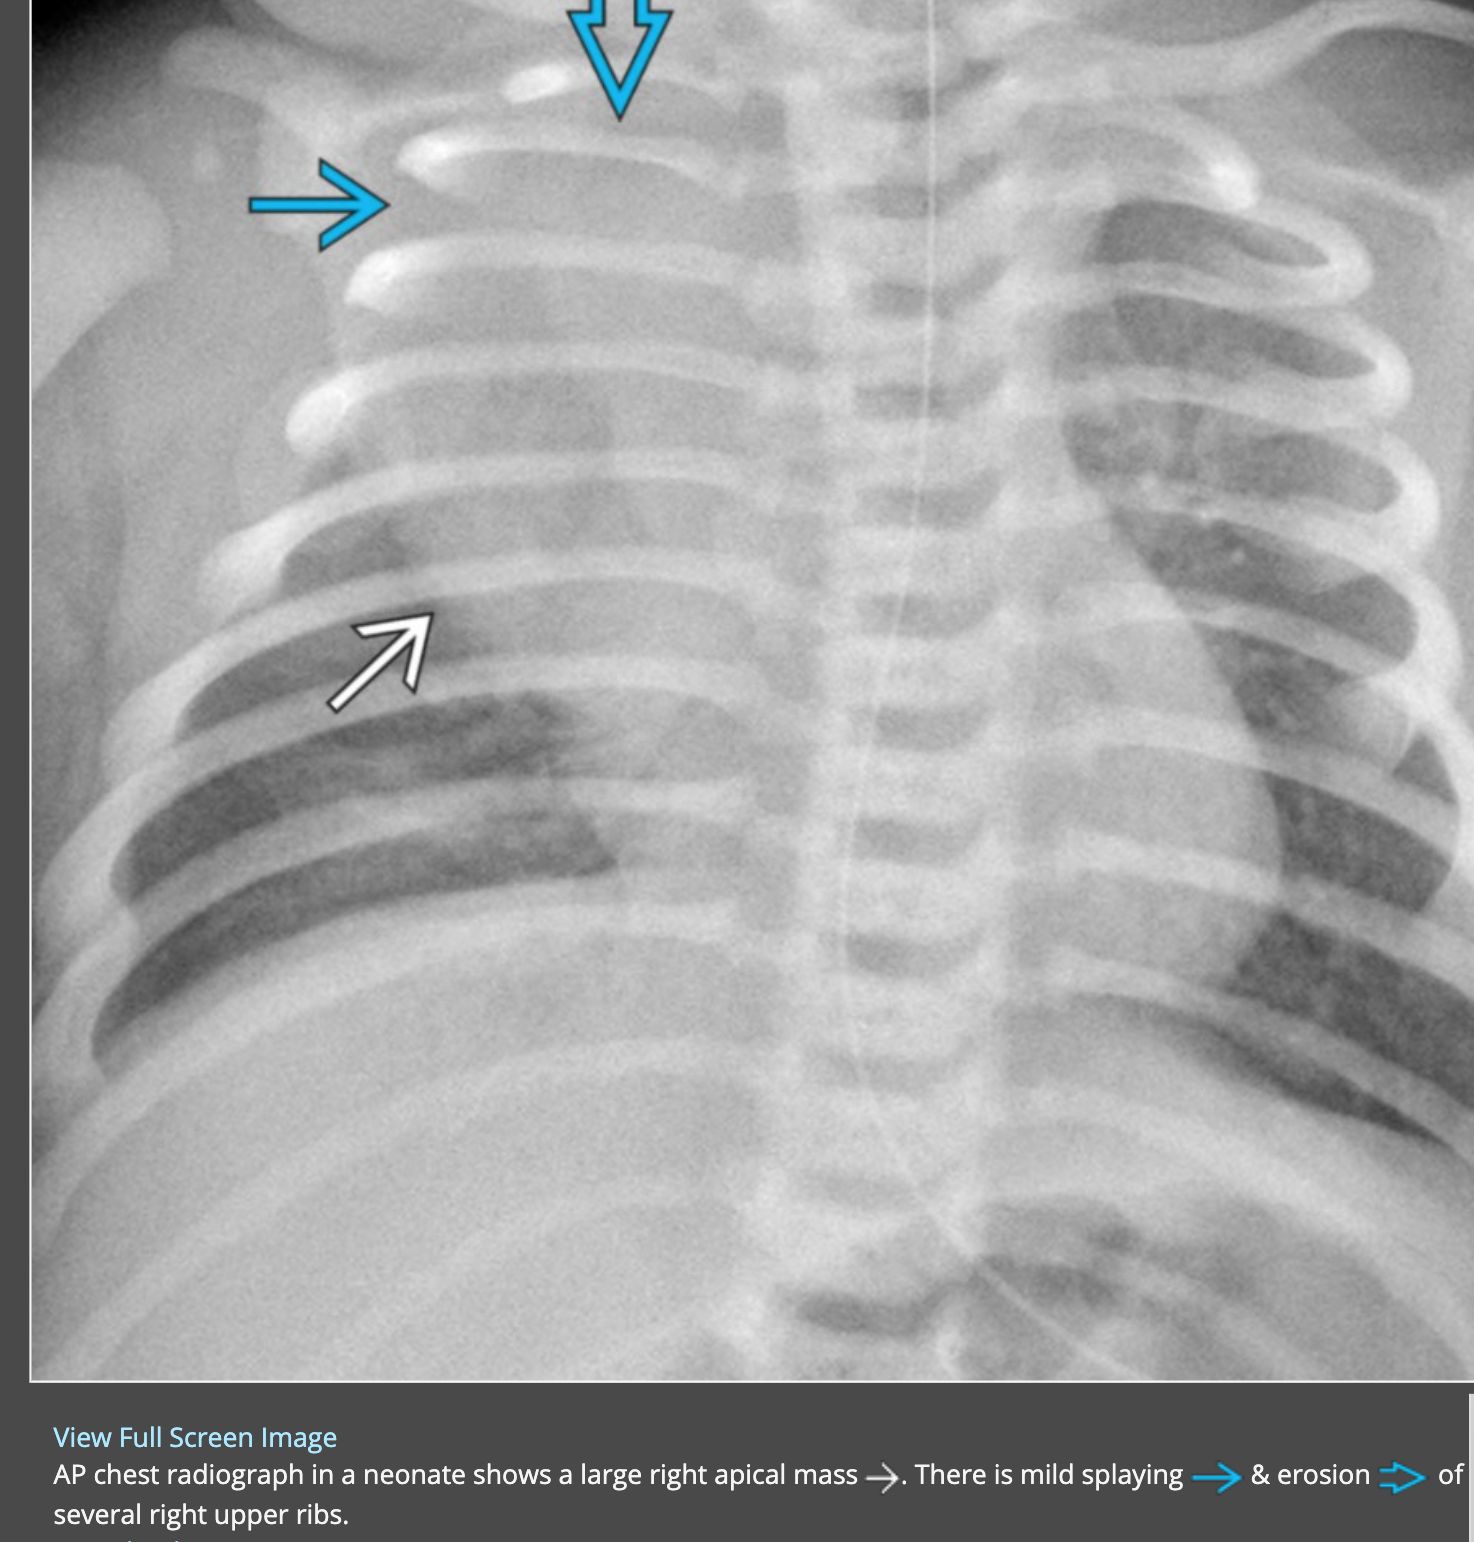 View Full Screen Image
AP chest radiograph in a neonate shows a large right apical mass →. There is mild splaying → & erosion ⇨ of
several right upper ribs.